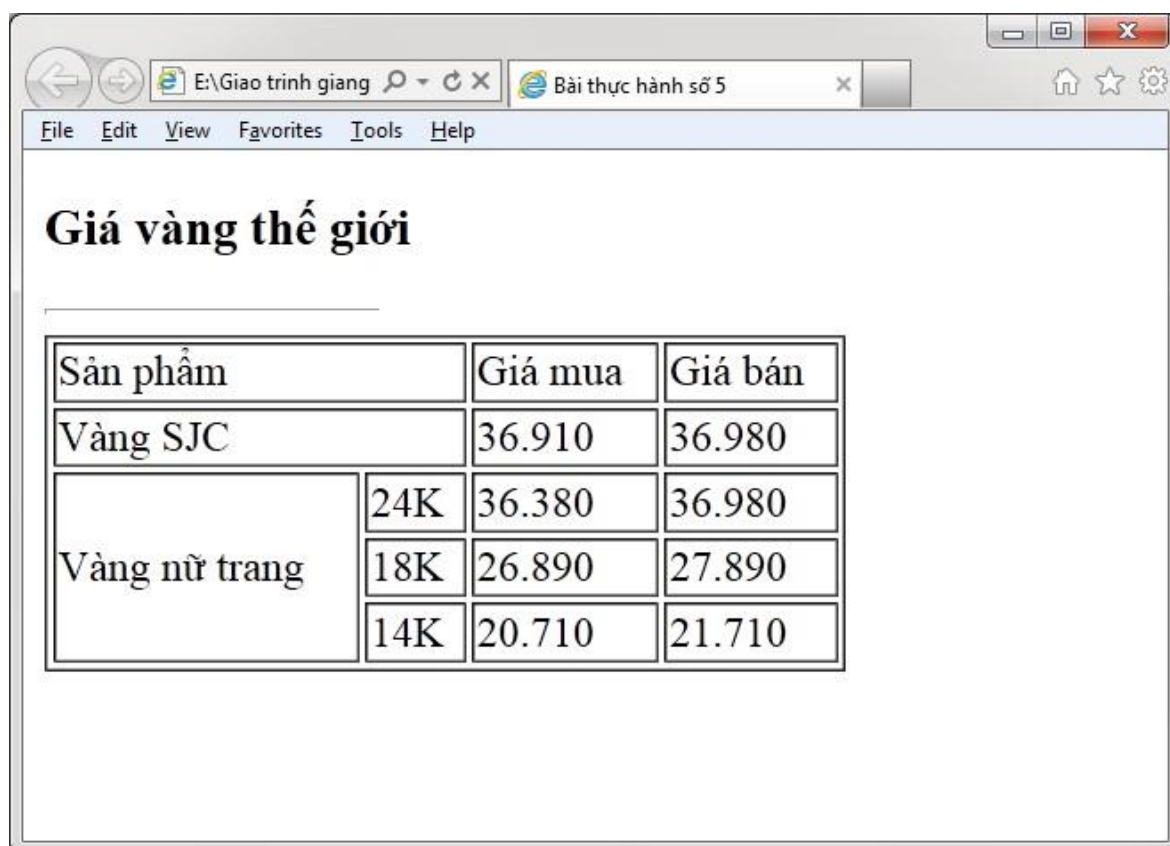 E:\Giao trinh giang
Bài thực hành số 5
File Edit View Favorites Tools Help
Giá vàng thế giới
Sản phẩm Giá mua Giá bán
Vàng SJC 36.910 36.980
24K 36.380 36.980
Vàng nữ trang 18K 26.890 27.890
14K 20.710 21.710